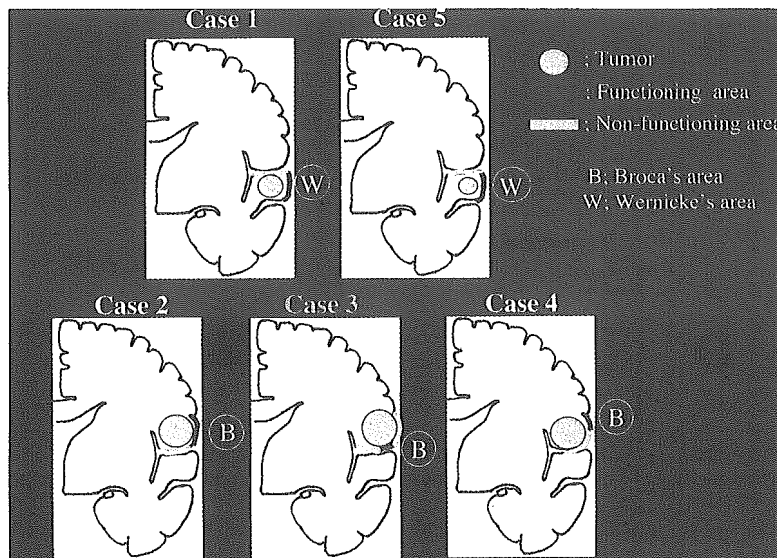 Case 1
Case 5
; Tumor
; Functioning area
; Non-functioning area
B; Broca's area
W; Wernicke's area
W
W
Case 2
Case 3
Case 4
B
B
B